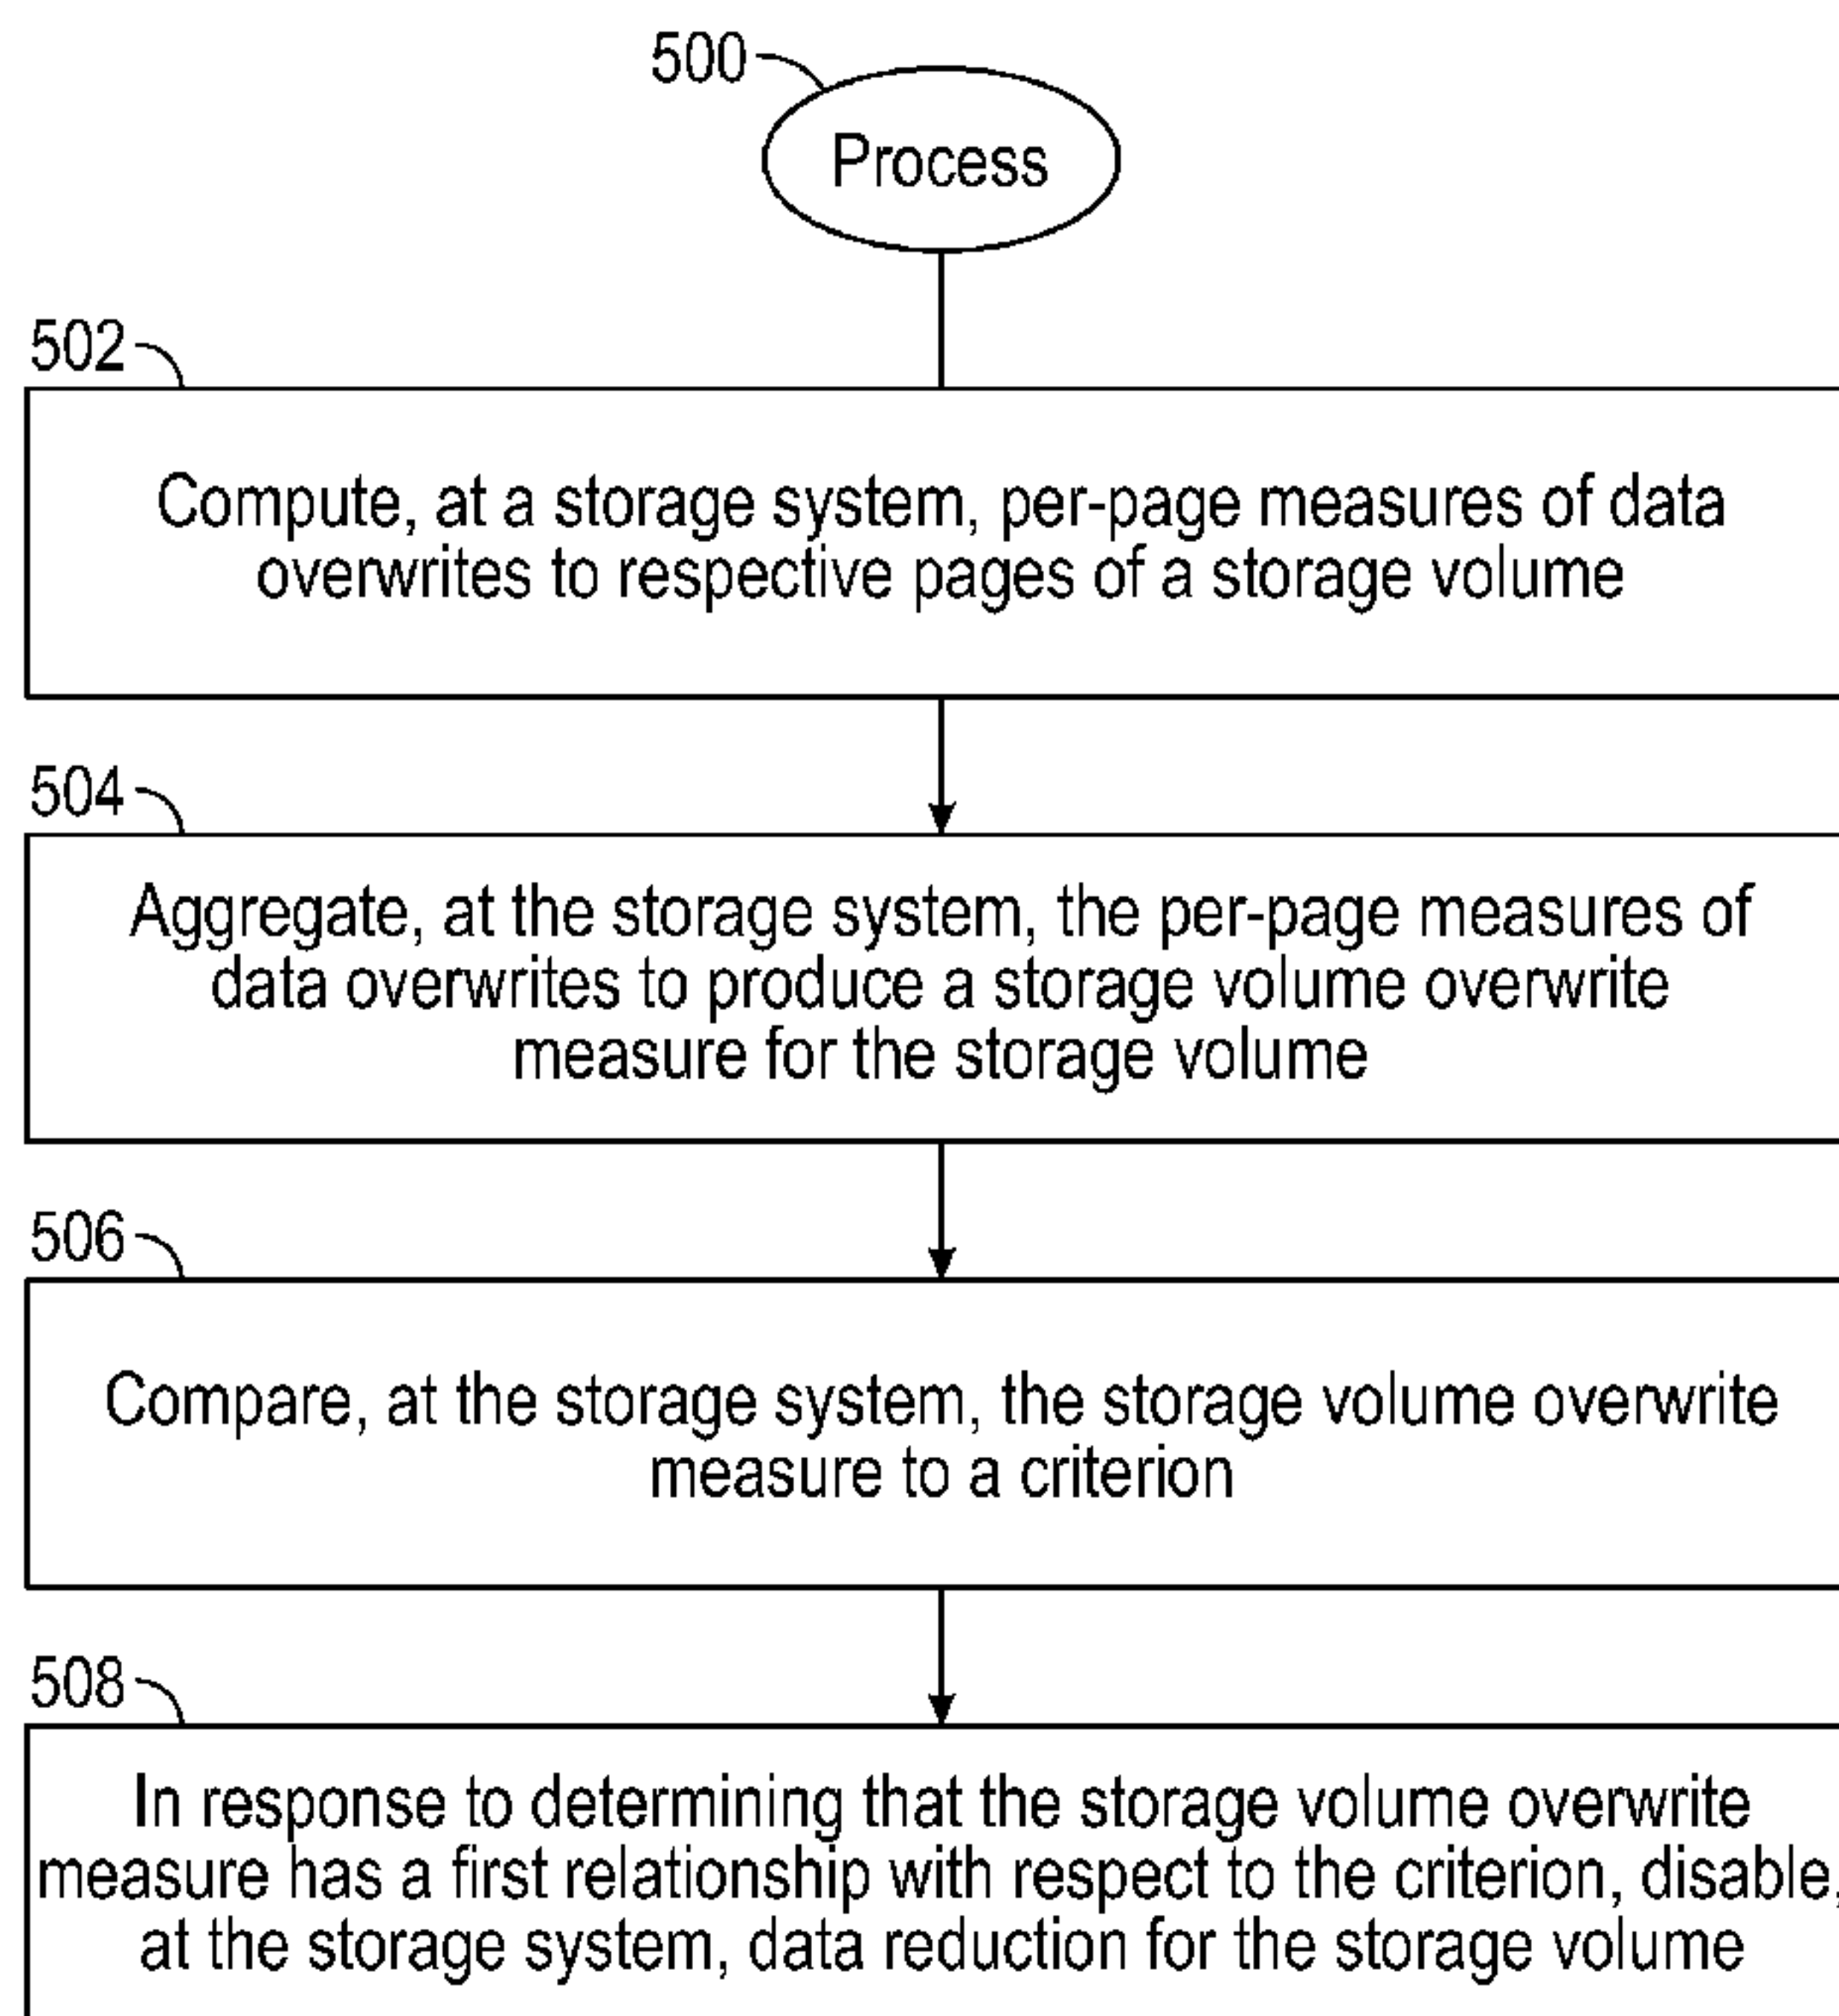 500
Process
502
Compute, at a storage system, per-page measures of data
overwrites to respective pages of a storage volume
504
Aggregate, at the storage system, the per-page measures of
data overwrites to produce a storage volume overwrite
measure for the storage volume
506
Compare, at the storage system, the storage volume overwrite
measure to a criterion
508
In response to determining that the storage volume overwrite
measure has a first relationship with respect to the criterion, disable,
at the storage system, data reduction for the storage volume